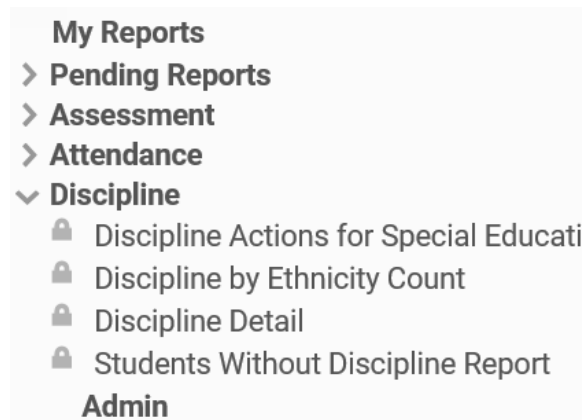 My Reports
Pending Reports
Assessment
Attendance
Discipline
Discipline Actions for Special Educati
Discipline by Ethnicity Count
Discipline Detail
Students Without Discipline Report
Admin